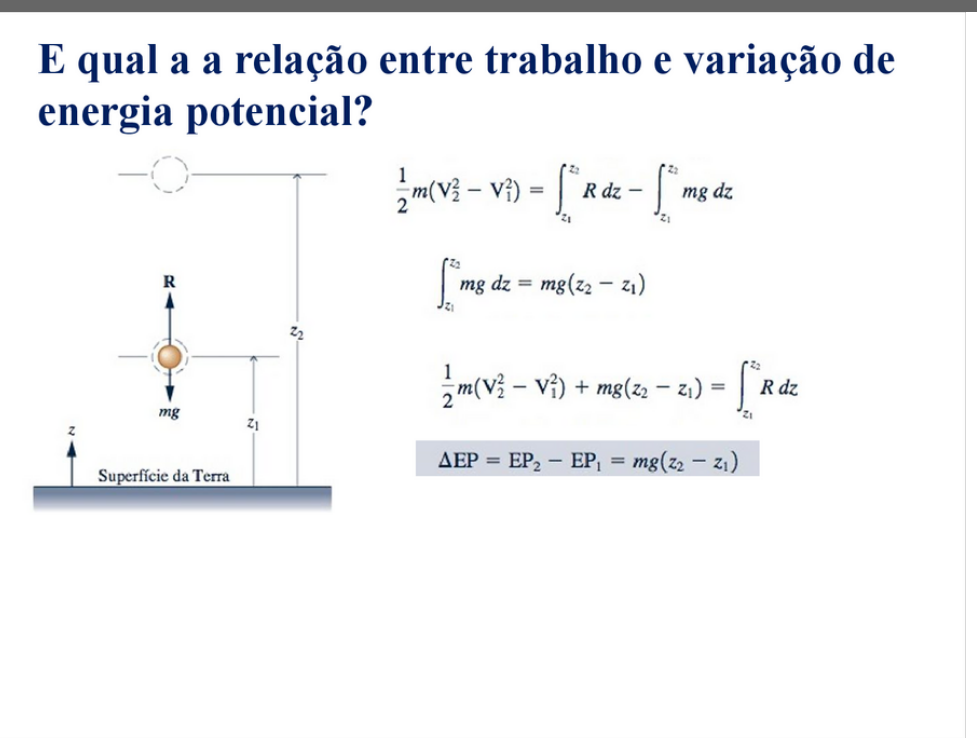 E qual a a relação entre trabalho e variação de
energia potencial?
½m(V₂² − V₁²) = ∫_{z₁}^{z₂} R dz − ∫_{z₁}^{z₂} mg dz
∫_{z₁}^{z₂} mg dz = mg(z₂ − z₁)
½m(V₂² − V₁²) + mg(z₂ − z₁) = ∫_{z₁}^{z₂} R dz
ΔEP = EP₂ − EP₁ = mg(z₂ − z₁)
R
z₂
mg
z₁
z
Superfície da Terra